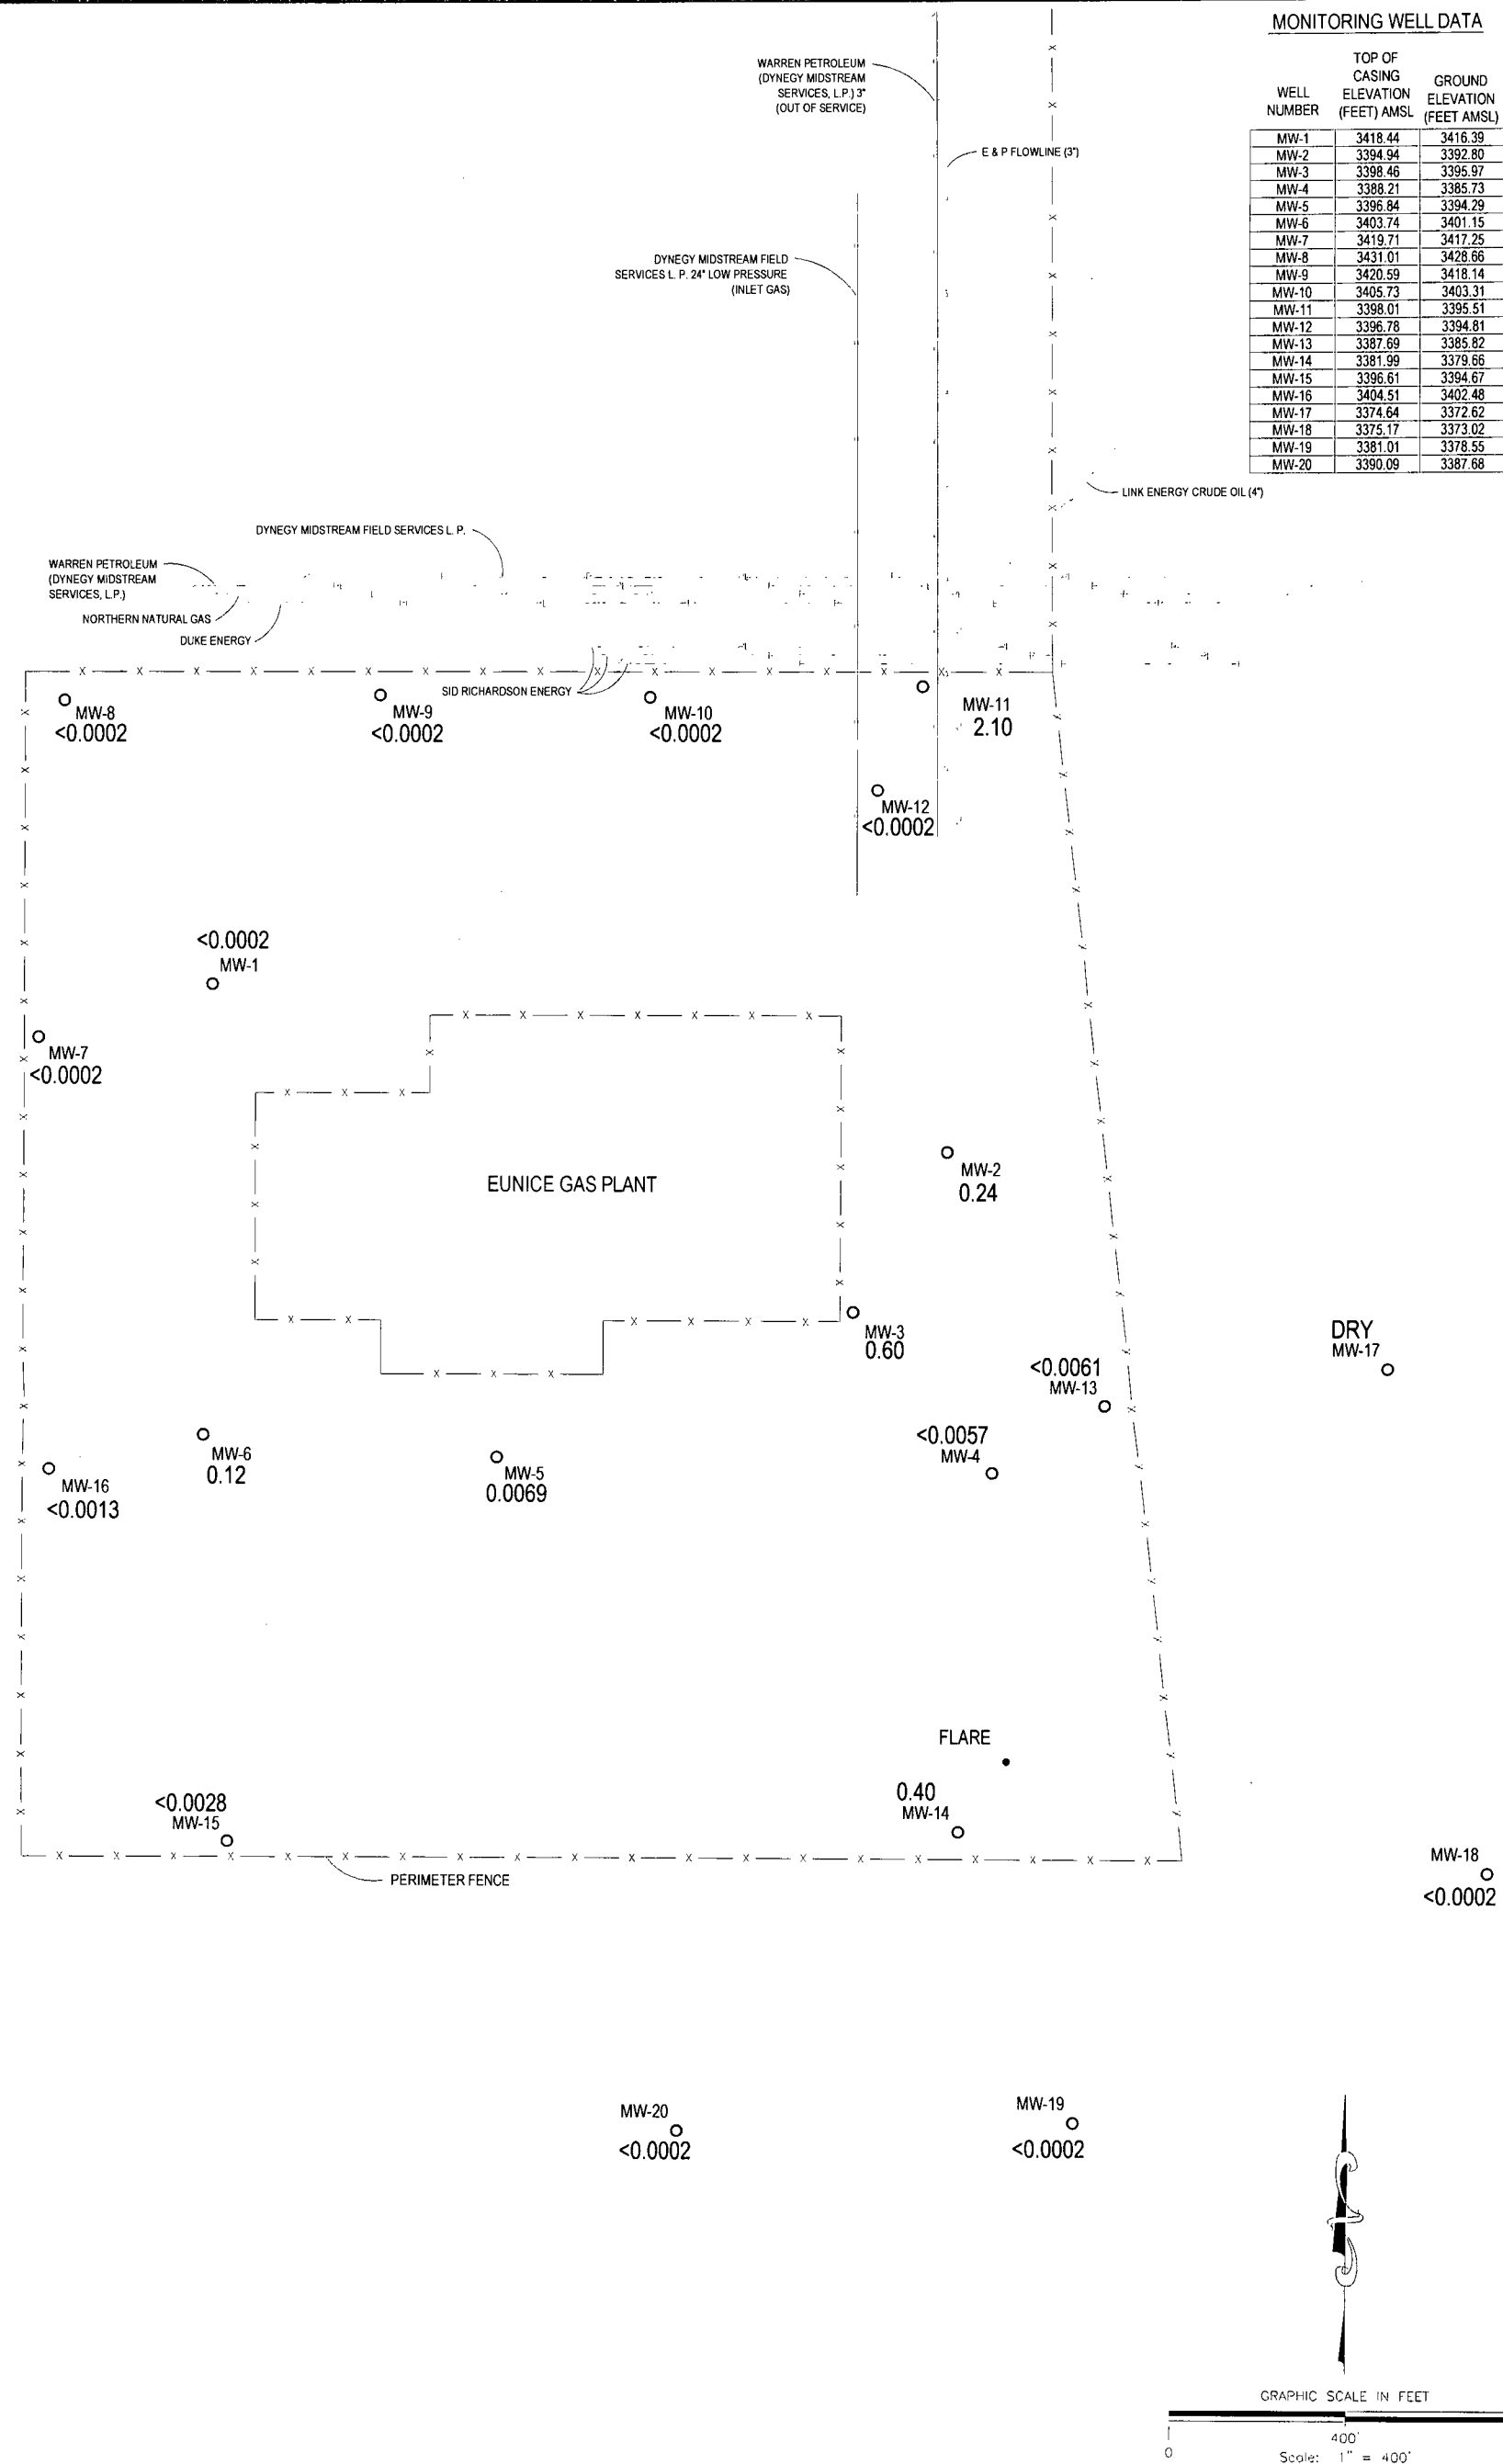 MONITORING WELL DATA
WELL NUMBER	TOP OF CASING ELEVATION (FEET) AMSL	GROUND ELEVATION (FEET AMSL)
MW-1	3418.44	3416.39
MW-2	3394.94	3392.80
MW-3	3398.46	3395.97
MW-4	3388.21	3385.73
MW-5	3396.84	3394.29
MW-6	3403.74	3401.15
MW-7	3419.71	3417.25
MW-8	3431.01	3428.66
MW-9	3420.59	3418.14
MW-10	3405.73	3403.31
MW-11	3398.01	3395.51
MW-12	3396.78	3394.81
MW-13	3387.69	3385.82
MW-14	3381.99	3379.66
MW-15	3396.61	3394.67
MW-16	3404.51	3402.48
MW-17	3374.64	3372.62
MW-18	3375.17	3373.02
MW-19	3381.01	3378.55
MW-20	3390.09	3387.68
WARREN PETROLEUM
(DYNEGY MIDSTREAM
SERVICES, L.P.) 3"
(OUT OF SERVICE)
E & P FLOWLINE (3")
DYNEGY MIDSTREAM FIELD
SERVICES L. P. 24" LOW PRESSURE
(INLET GAS)
LINK ENERGY CRUDE OIL (4")
DYNEGY MIDSTREAM FIELD SERVICES L. P.
WARREN PETROLEUM
(DYNEGY MIDSTREAM
SERVICES, L.P.)
NORTHERN NATURAL GAS
DUKE ENERGY
SID RICHARDSON ENERGY
MW-8
<0.0002
MW-9
<0.0002
MW-10
<0.0002
MW-11
2.10
MW-12
<0.0002
<0.0002
MW-1
MW-7
<0.0002
EUNICE GAS PLANT
MW-2
0.24
MW-3
0.60
DRY
MW-17
<0.0061
MW-13
<0.0057
MW-4
MW-6
0.12
MW-5
0.0069
MW-16
<0.0013
FLARE
0.40
MW-14
<0.0028
MW-15
PERIMETER FENCE
MW-18
<0.0002
MW-20
<0.0002
MW-19
<0.0002
GRAPHIC SCALE IN FEET
0
400'
Scale: 1" = 400'